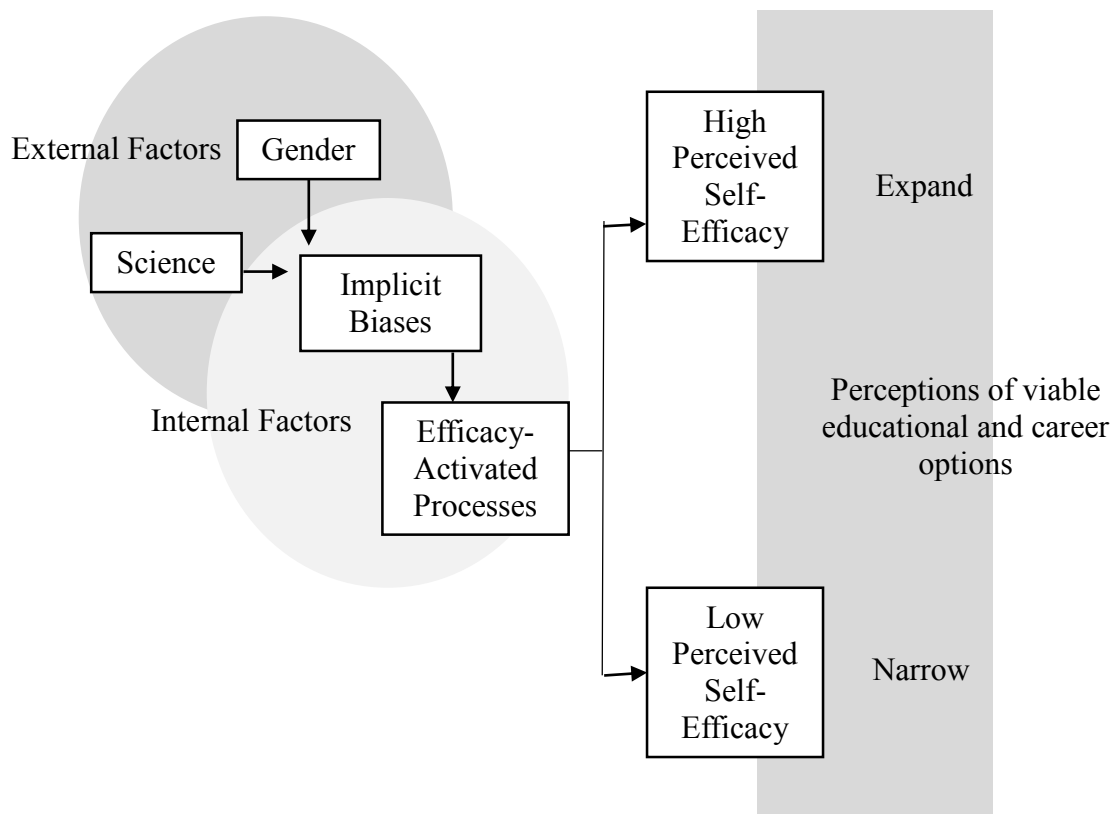 External Factors
Gender
Science
Implicit
Biases
Internal Factors
Efficacy-
Activated
Processes
High
Perceived
Self-
Efficacy
Expand
Perceptions of viable
educational and career
options
Low
Perceived
Self-
Efficacy
Narrow